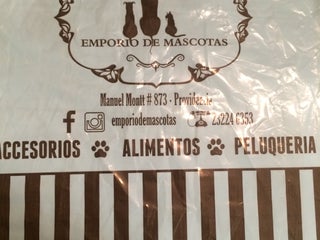 EMPORIO DE MASCOTAS
Manuel Montt # 873 - Providencia
emporiodemascotas 23224 6353
ACCESORIOS ALIMENTOS PELUQUERIA